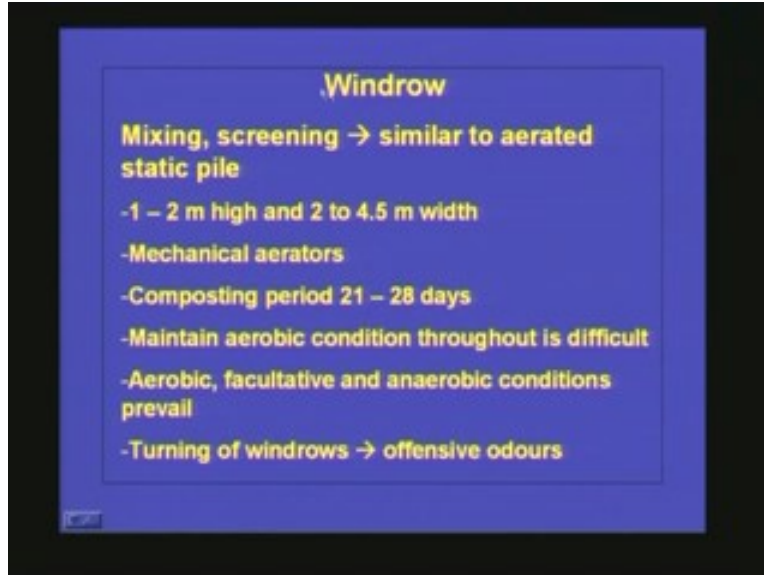 Windrow
Mixing, screening → similar to aerated
static pile
-1 – 2 m high and 2 to 4.5 m width
-Mechanical aerators
-Composting period 21 – 28 days
-Maintain aerobic condition throughout is difficult
-Aerobic, facultative and anaerobic conditions
prevail
-Turning of windrows → offensive odours